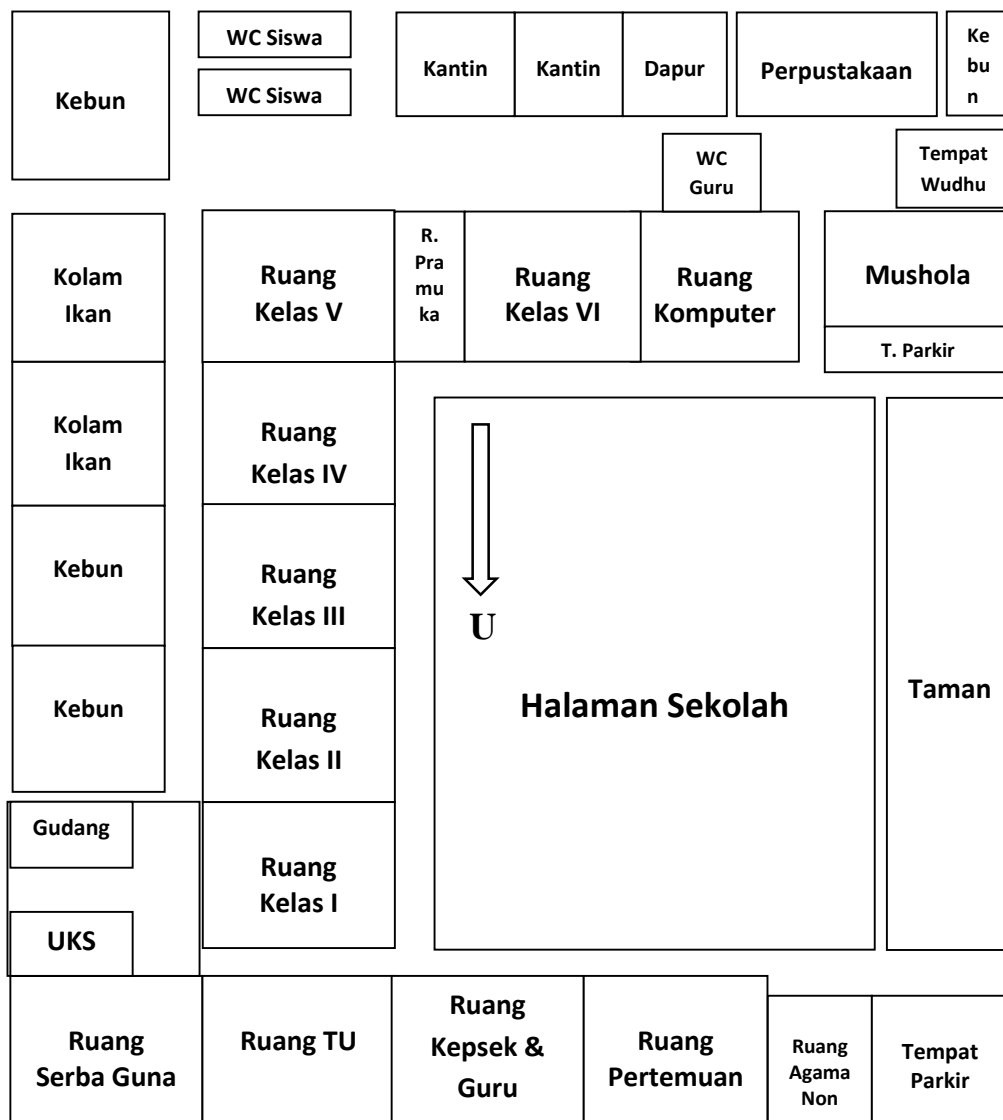 WC Siswa
WC Siswa
Kebun
Kantin
Kantin
Dapur
Perpustakaan
Ke
bu
n
WC
Guru
Tempat
Wudhu
Kolam
Ikan
Ruang
Kelas V
R.
Pra
mu
ka
Ruang
Kelas VI
Ruang
Komputer
Mushola
T. Parkir
Kolam
Ikan
Ruang
Kelas IV
Kebun
Ruang
Kelas III
U
Halaman Sekolah
Taman
Kebun
Ruang
Kelas II
Gudang
Ruang
Kelas I
UKS
Ruang
Serba Guna
Ruang TU
Ruang
Kepsek &
Guru
Ruang
Pertemuan
Ruang
Agama
Non
Tempat
Parkir